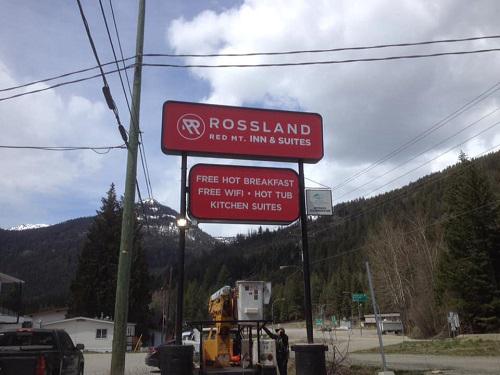 ROSSLAND
RED MT. INN & SUITES
FREE HOT BREAKFAST
FREE WIFI • HOT TUB
KITCHEN SUITES